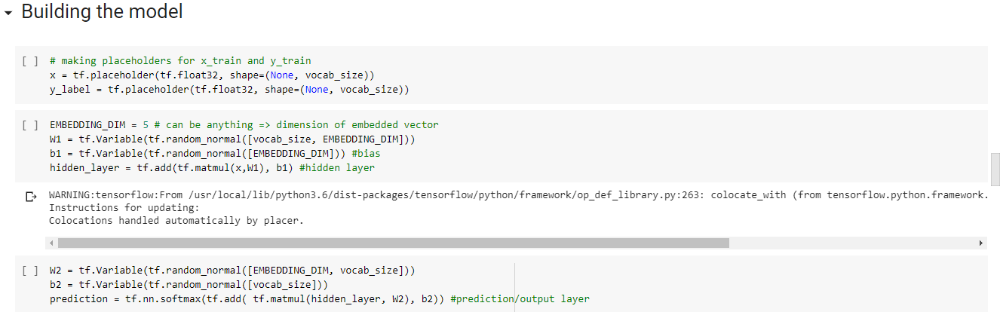 Building the model
[ ] # making placeholders for x_train and y_train
x = tf.placeholder(tf.float32, shape=(None, vocab_size))
y_label = tf.placeholder(tf.float32, shape=(None, vocab_size))
[ ] EMBEDDING_DIM = 5 # can be anything => dimension of embedded vector
W1 = tf.Variable(tf.random_normal([vocab_size, EMBEDDING_DIM]))
b1 = tf.Variable(tf.random_normal([EMBEDDING_DIM])) #bias
hidden_layer = tf.add(tf.matmul(x,W1), b1) #hidden layer
WARNING:tensorflow:From /usr/local/lib/python3.6/dist-packages/tensorflow/python/framework/op_def_library.py:263: colocate_with (from tensorflow.python.framework.
Instructions for updating:
Colocations handled automatically by placer.
[ ] W2 = tf.Variable(tf.random_normal([EMBEDDING_DIM, vocab_size]))
b2 = tf.Variable(tf.random_normal([vocab_size]))
prediction = tf.nn.softmax(tf.add( tf.matmul(hidden_layer, W2), b2)) #prediction/output layer